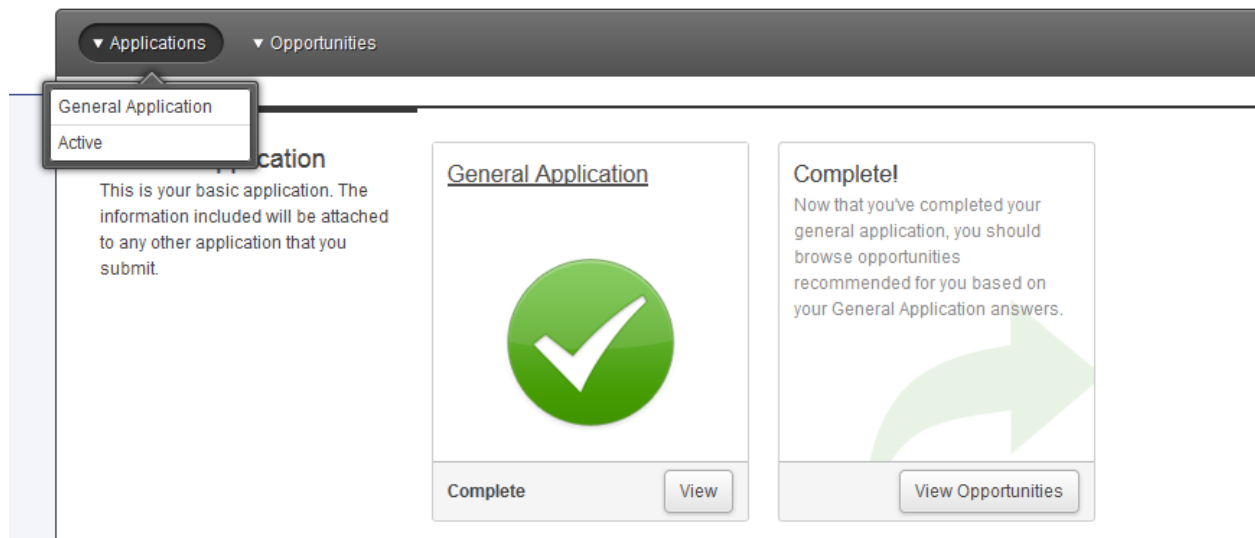 ▼ Applications ▼ Opportunities
General Application
Active
cation
This is your basic application. The
information included will be attached
to any other application that you
submit.
General Application
Complete
View
Complete!
Now that you've completed your
general application, you should
browse opportunities
recommended for you based on
your General Application answers.
View Opportunities